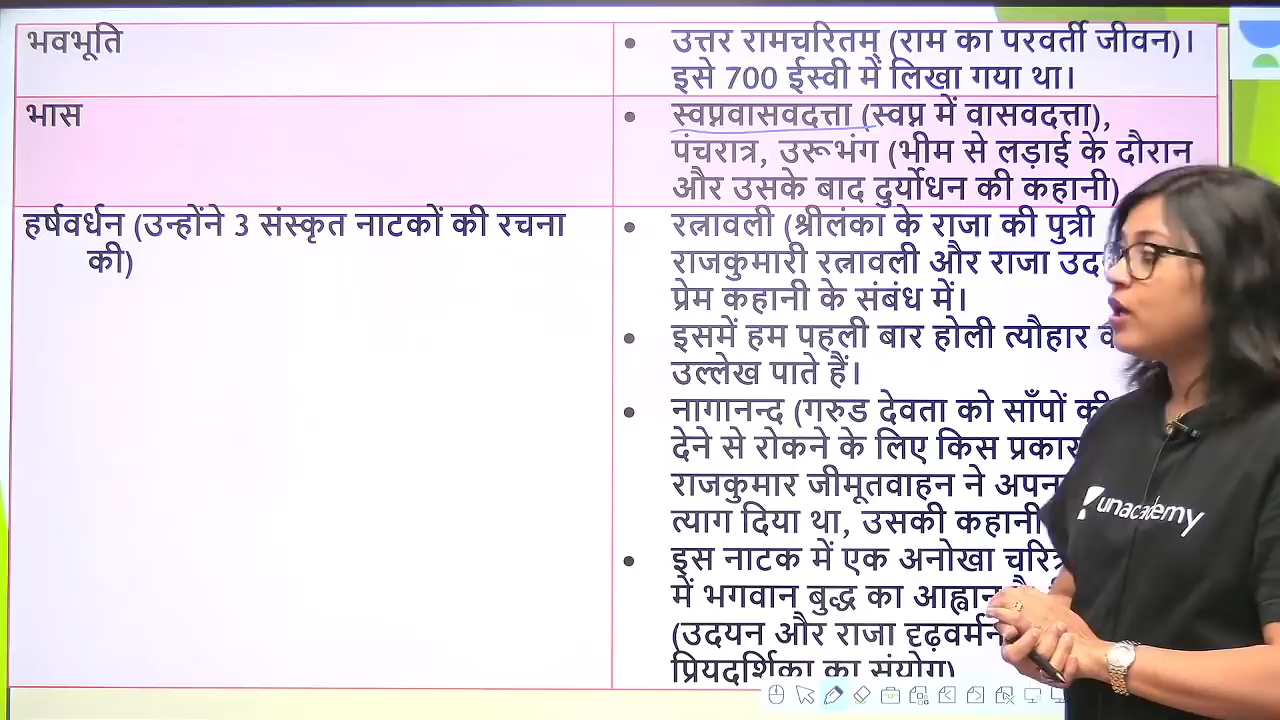 भवभूति
उत्तर रामचरितम् (राम का परवर्ती जीवन)।
इसे 700 ईस्वी में लिखा गया था।
भास
स्वप्नवासवदत्ता (स्वप्न में वासवदत्ता),
पंचरात्र, उरूभंग (भीम से लड़ाई के दौरान
और उसके बाद दुर्योधन की कहानी)
हर्षवर्धन (उन्होंने 3 संस्कृत नाटकों की रचना
की)
रत्नावली (श्रीलंका के राजा की पुत्री
राजकुमारी रत्नावली और राजा
प्रेम कहानी के संबंध में।
इसमें हम पहली बार होली त्यौहार
उल्लेख पाते हैं।
नागानन्द (गरुड देवता को साँपों की
देने से रोकने के लिए किस प्रकार
राजकुमार जीमूतवाहन ने
त्याग दिया था, उसकी कहानी
इस नाटक में एक अनोखा
में भगवान बुद्ध का आह्वान
(उदयन और राजा दृढ़वर्मन
प्रियदर्शिका का संयोग)
unacademy